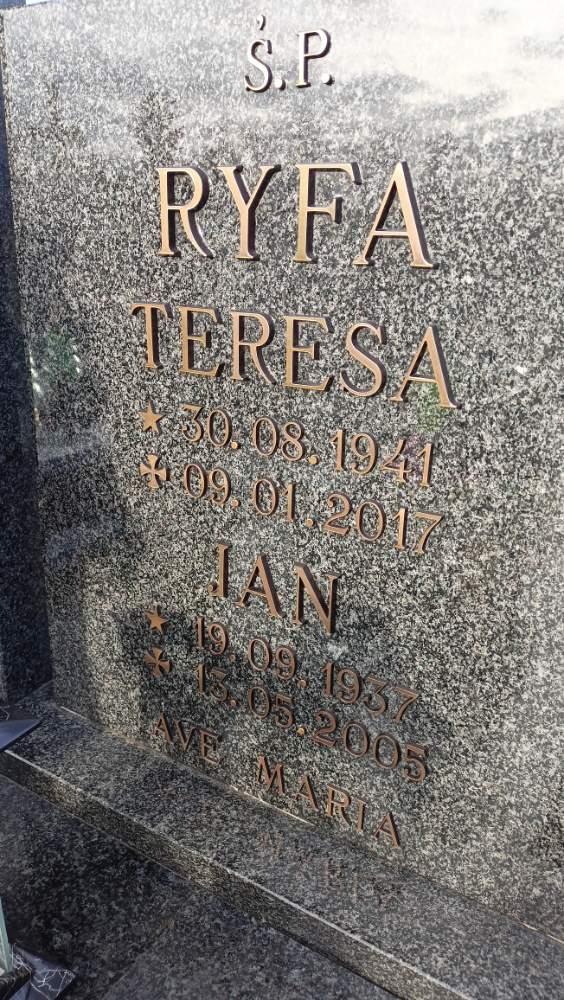 Ś.P.
RYFA
TERESA
30.08.1941
09.01.2017
JAN
19.09.1937
13.05.2005
AVE MARIA